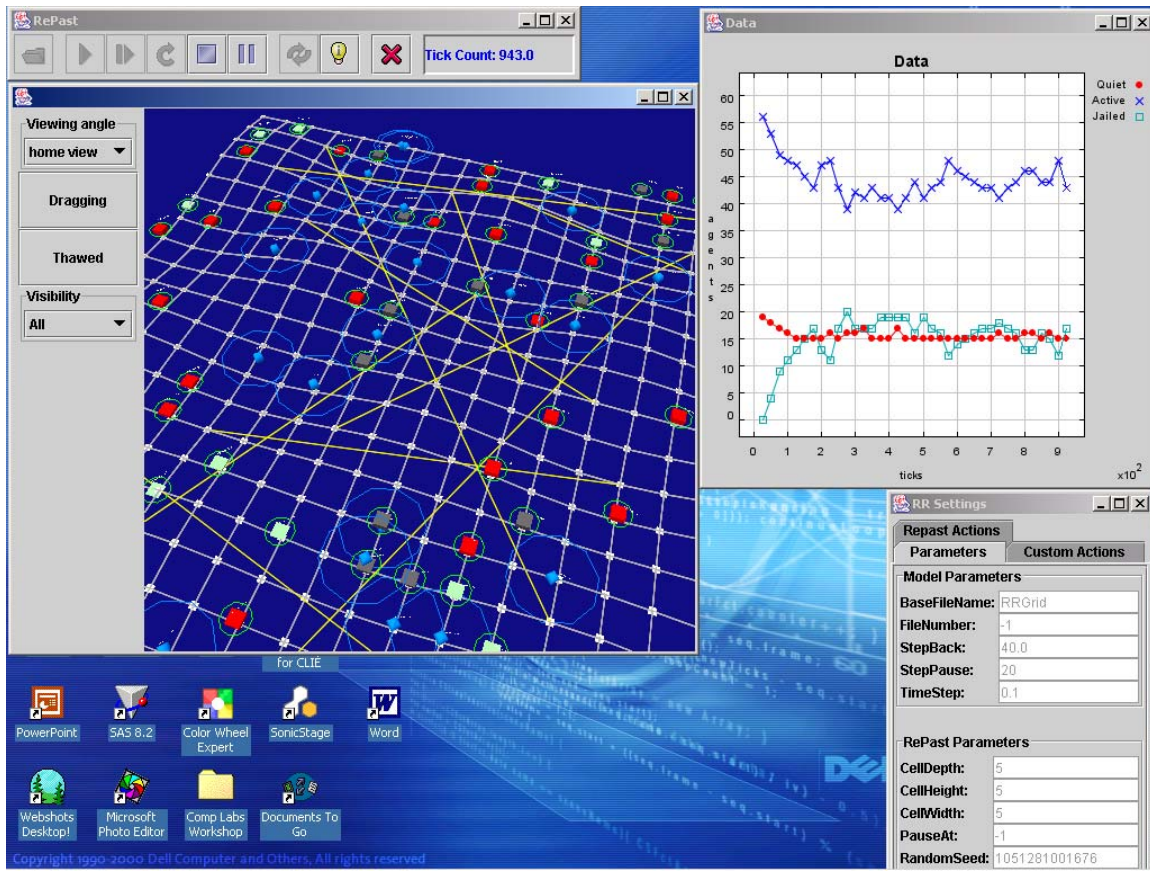 RePast
Tick Count: 943.0
Viewing angle
home view
Dragging
Thawed
Visibility
All
Data
Data
Quiet
Active
Jailed
60
55
50
45
40
35
30
25
20
15
10
5
0
agents
0 1 2 3 4 5 6 7 8 9
ticks
x10^2
RR Settings
Repast Actions
Parameters Custom Actions
Model Parameters
BaseFileName: RRGrid
FileNumber: -1
StepBack: 40.0
StepPause: 20
TimeStep: 0.1
RePast Parameters
CellDepth: 5
CellHeight: 5
CellWidth: 5
PauseAt: -1
RandomSeed: 1051281001676
for CLIÉ
PowerPoint
SAS 8.2
Color Wheel
Expert
SonicStage
Word
Webshots
Desktop!
Microsoft
Photo Editor
Comp Labs
Workshop
Documents To
Go
Copyright 1990-2000 Dell Computer and Others, All rights reserved